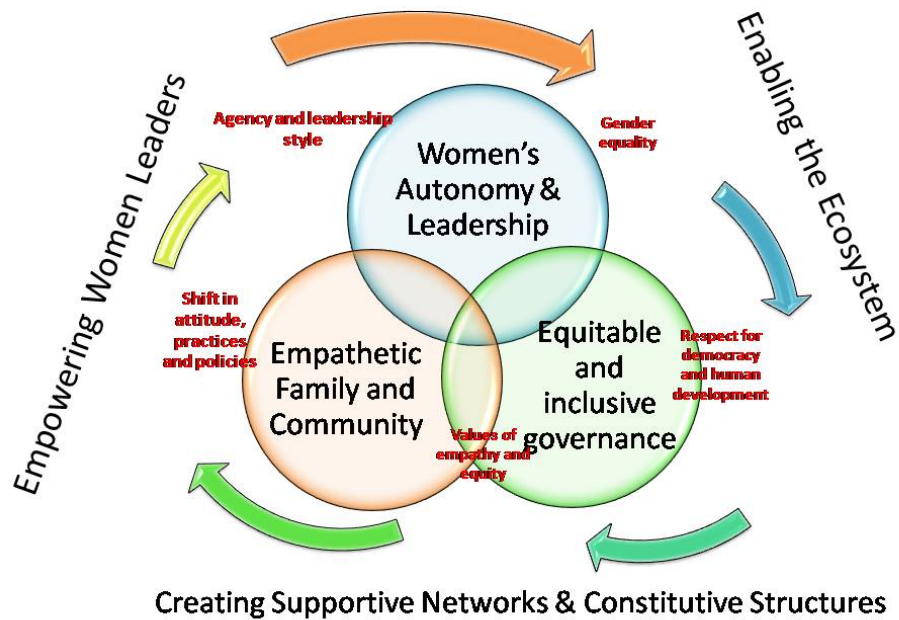 Empowering Women Leaders
Enabling the Ecosystem
Agency and leadership
style
Gender
equality
Women's
Autonomy &
Leadership
Shift in
attitude,
practices
and policies
Empathetic
Family and
Community
Equitable
and
inclusive
governance
Respect for
democracy
and human
development
Values of
empathy and
equity
Creating Supportive Networks & Constitutive Structures